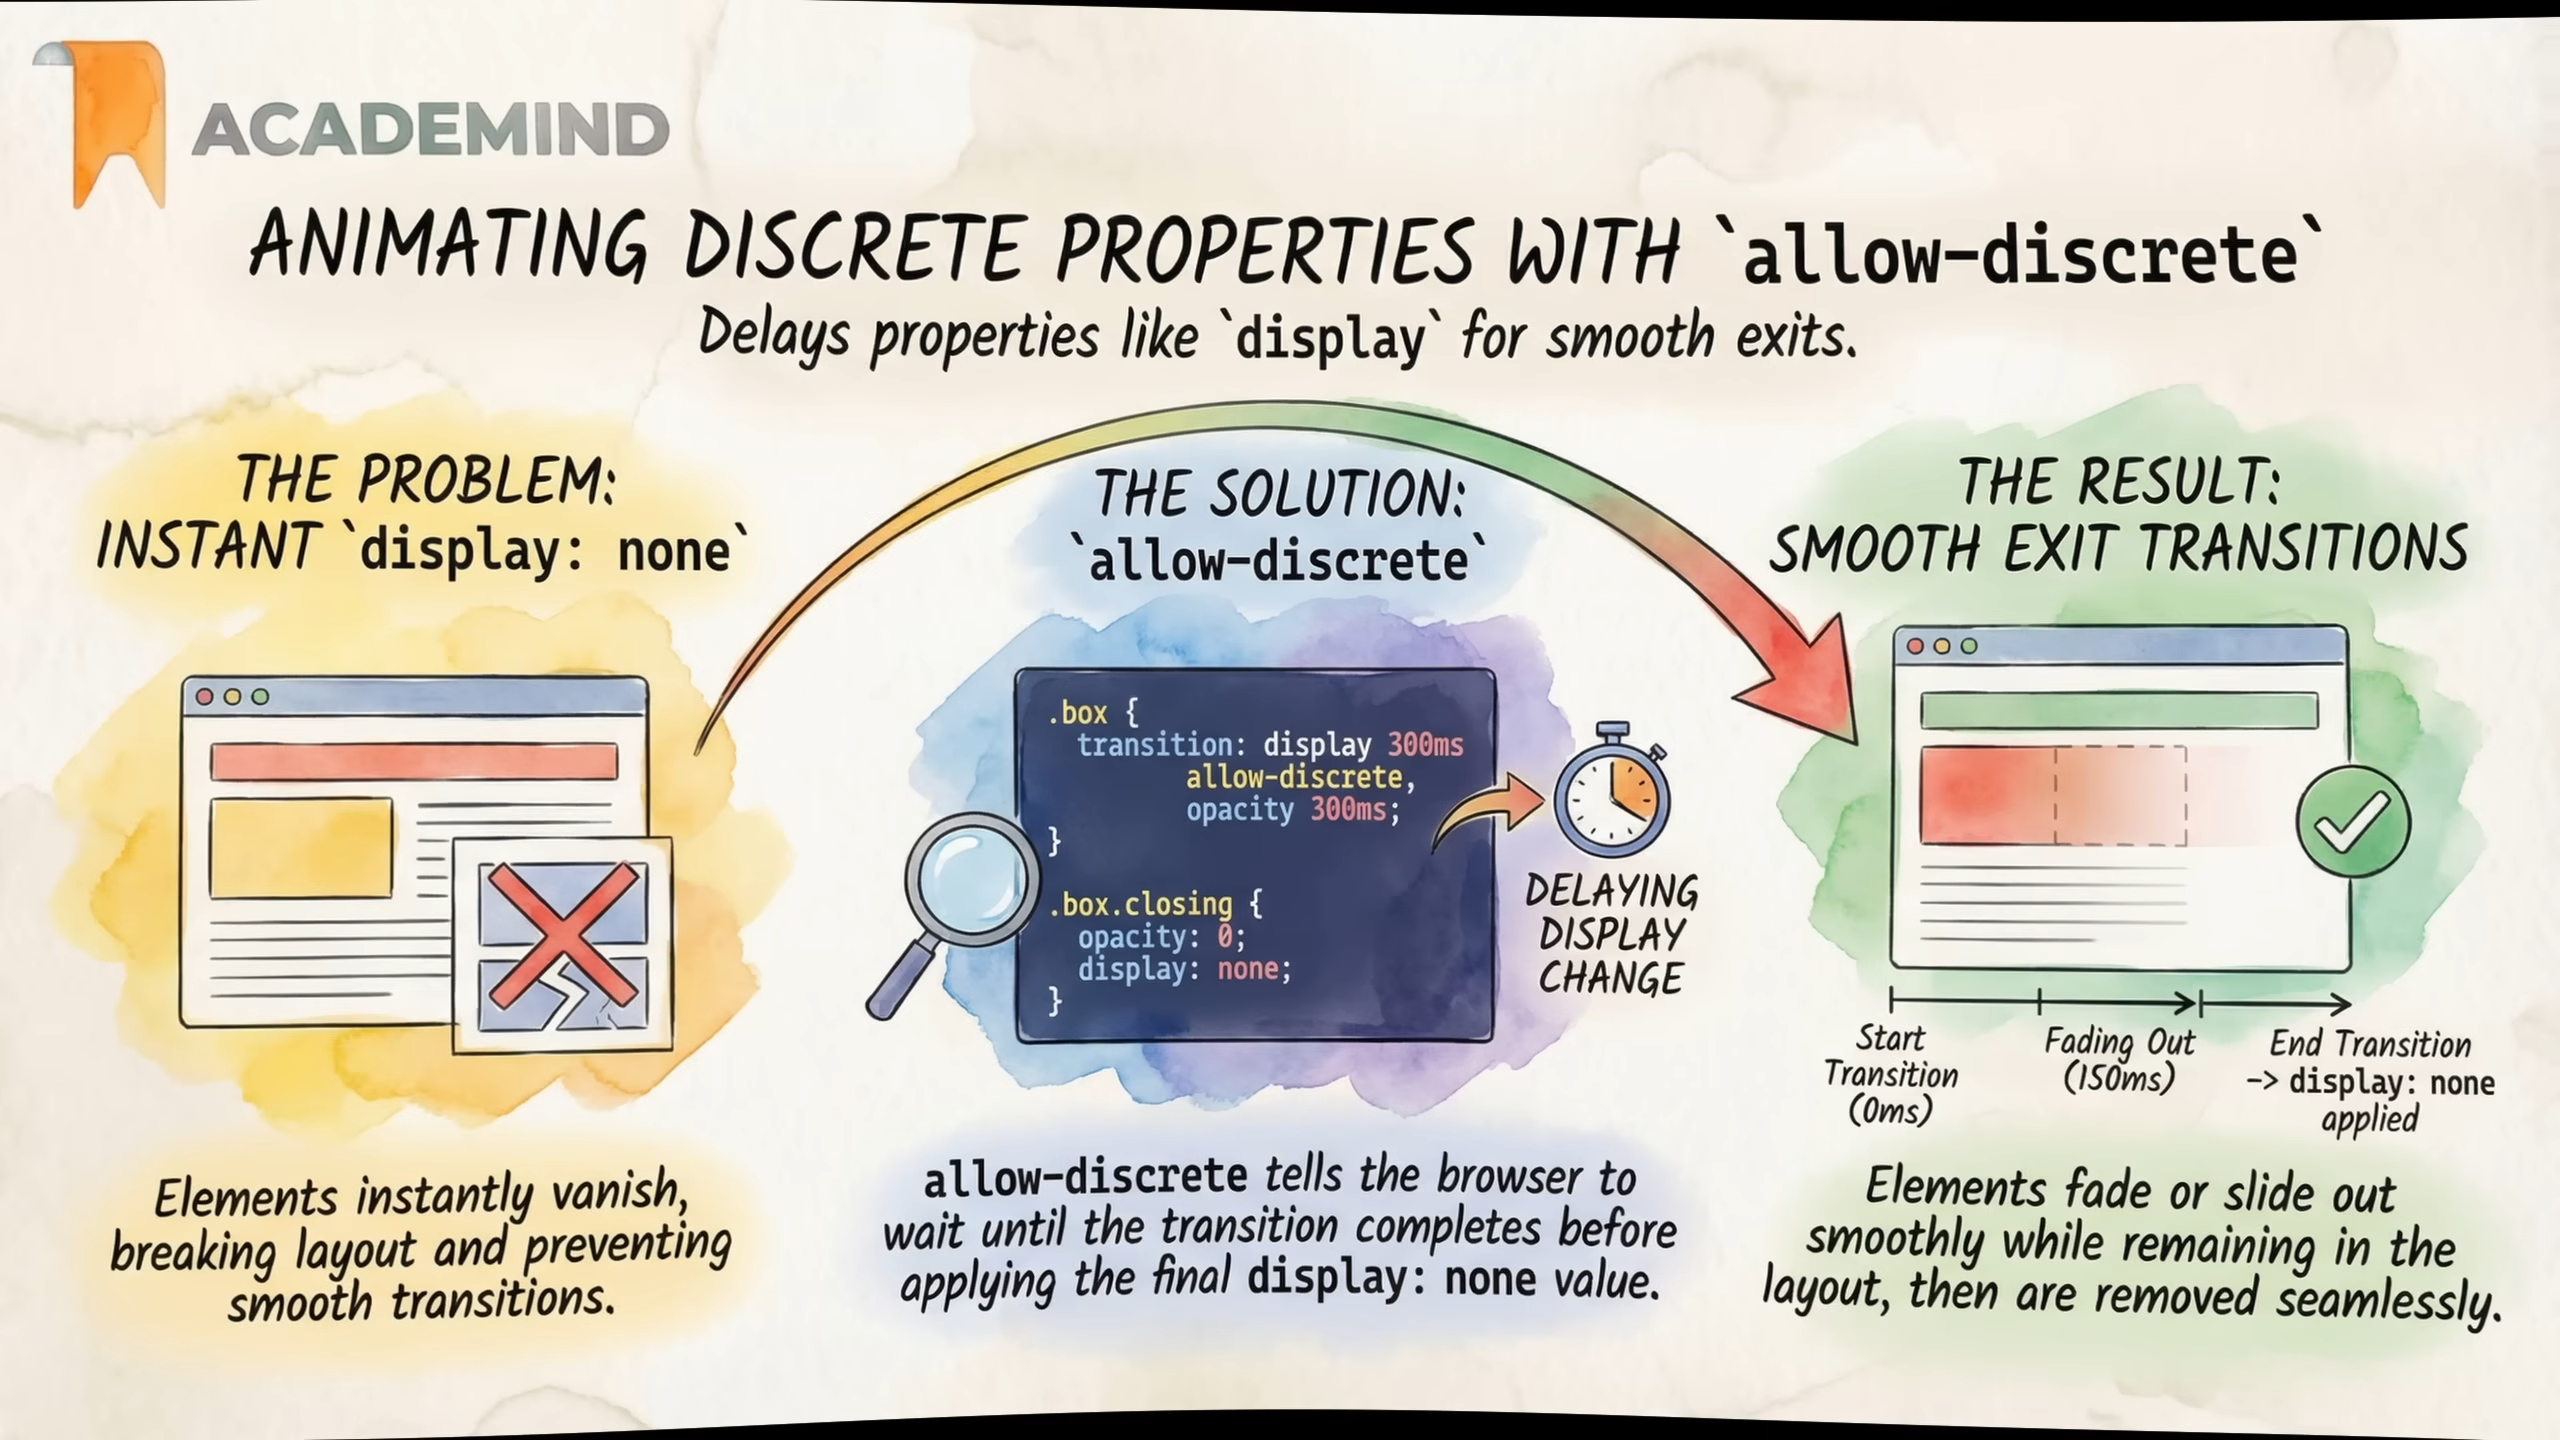 ACADEMIND
ANIMATING DISCRETE PROPERTIES WITH `allow-discrete`
Delays properties like `display` for smooth exits.
THE PROBLEM:
INSTANT `display: none`
Elements instantly vanish,
breaking layout and preventing
smooth transitions.
THE SOLUTION:
`allow-discrete`
.box {
  transition: display 300ms
          allow-discrete,
          opacity 300ms;
}
.box.closing {
  opacity: 0;
  display: none;
}
DELAYING
DISPLAY
CHANGE
allow-discrete tells the browser to
wait until the transition completes before
applying the final display: none value.
THE RESULT:
SMOOTH EXIT TRANSITIONS
Start
Transition
(0ms)
Fading Out
(150ms)
End Transition
-> display: none
applied
Elements fade or slide out
smoothly while remaining in the
layout, then are removed seamlessly.